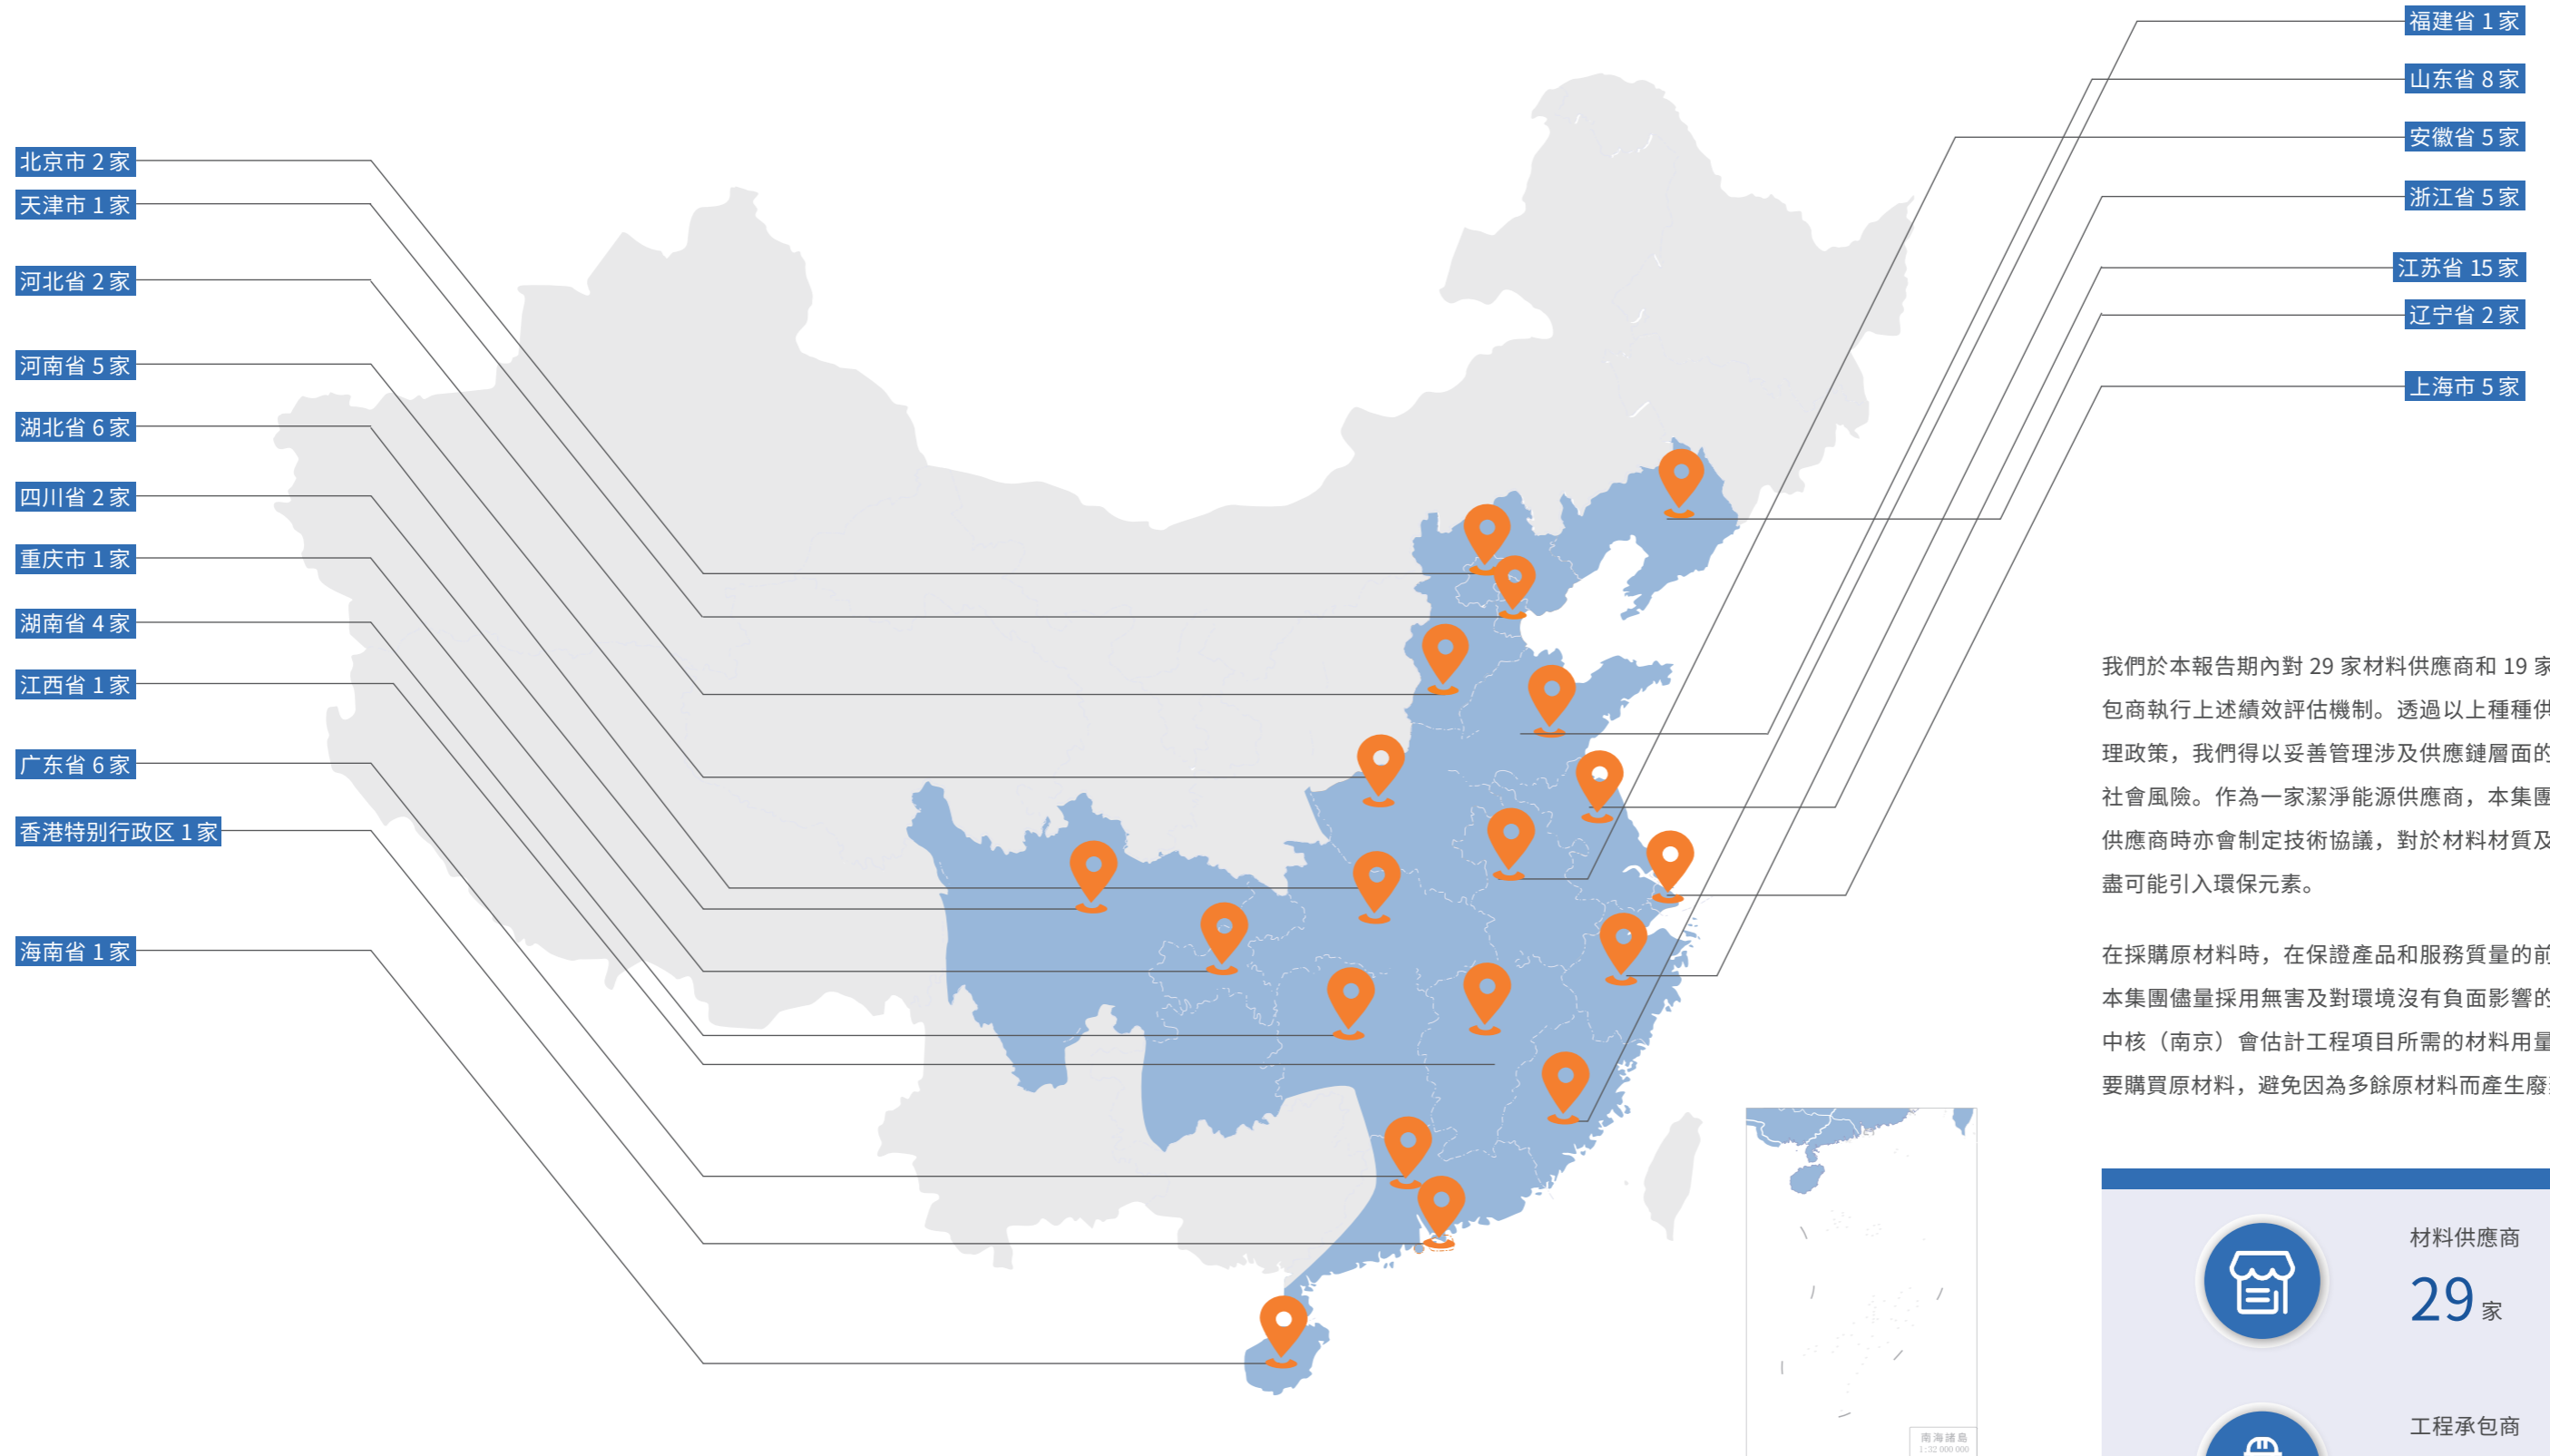 北京市 2 家
天津市 1 家
河北省 2 家
河南省 5 家
湖北省 6 家
四川省 2 家
重庆市 1 家
湖南省 4 家
江西省 1 家
广东省 6 家
香港特别行政区 1 家
海南省 1 家
福建省 1 家
山东省 8 家
安徽省 5 家
浙江省 5 家
江苏省 15 家
辽宁省 2 家
上海市 5 家
我們於本報告期內對 29 家材料供應商和 19 家
包商執行上述績效評估機制。透過以上種種供
理政策，我們得以妥善管理涉及供應鏈層面的
社會風險。作為一家潔淨能源供應商，本集團
供應商時亦會制定技術協議，對於材料材質及
盡可能引入環保元素。
在採購原材料時，在保證產品和服務質量的前
本集團儘量採用無害及對環境沒有負面影響的
中核（南京）會估計工程項目所需的材料用量
要購買原材料，避免因為多餘原材料而產生廢
材料供應商
29 家
工程承包商
南海諸島
1:32 000 000